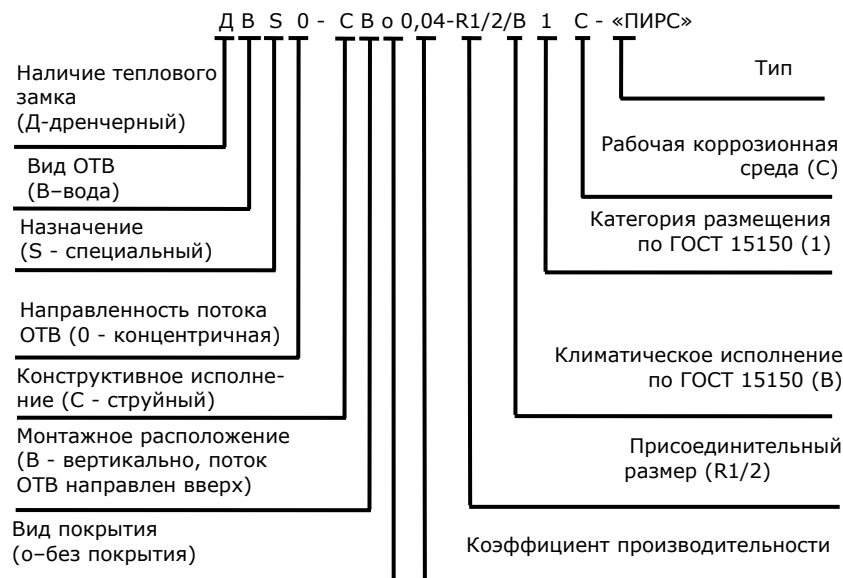 Д В S 0 - С В о 0,04-R1/2/В 1 С - «ПИРС»
Наличие теплового
замка
(Д-дренчерный)
Вид ОТВ
(В–вода)
Назначение
(S - специальный)
Направленность потока
ОТВ (0 - концентричная)
Конструктивное исполне-
ние (С - струйный)
Монтажное расположение
(В - вертикально, поток
ОТВ направлен вверх)
Вид покрытия
(о–без покрытия)
Тип
Рабочая коррозионная
среда (С)
Категория размещения
по ГОСТ 15150 (1)
Климатическое исполнение
по ГОСТ 15150 (В)
Присоединительный
размер (R1/2)
Коэффициент производительности